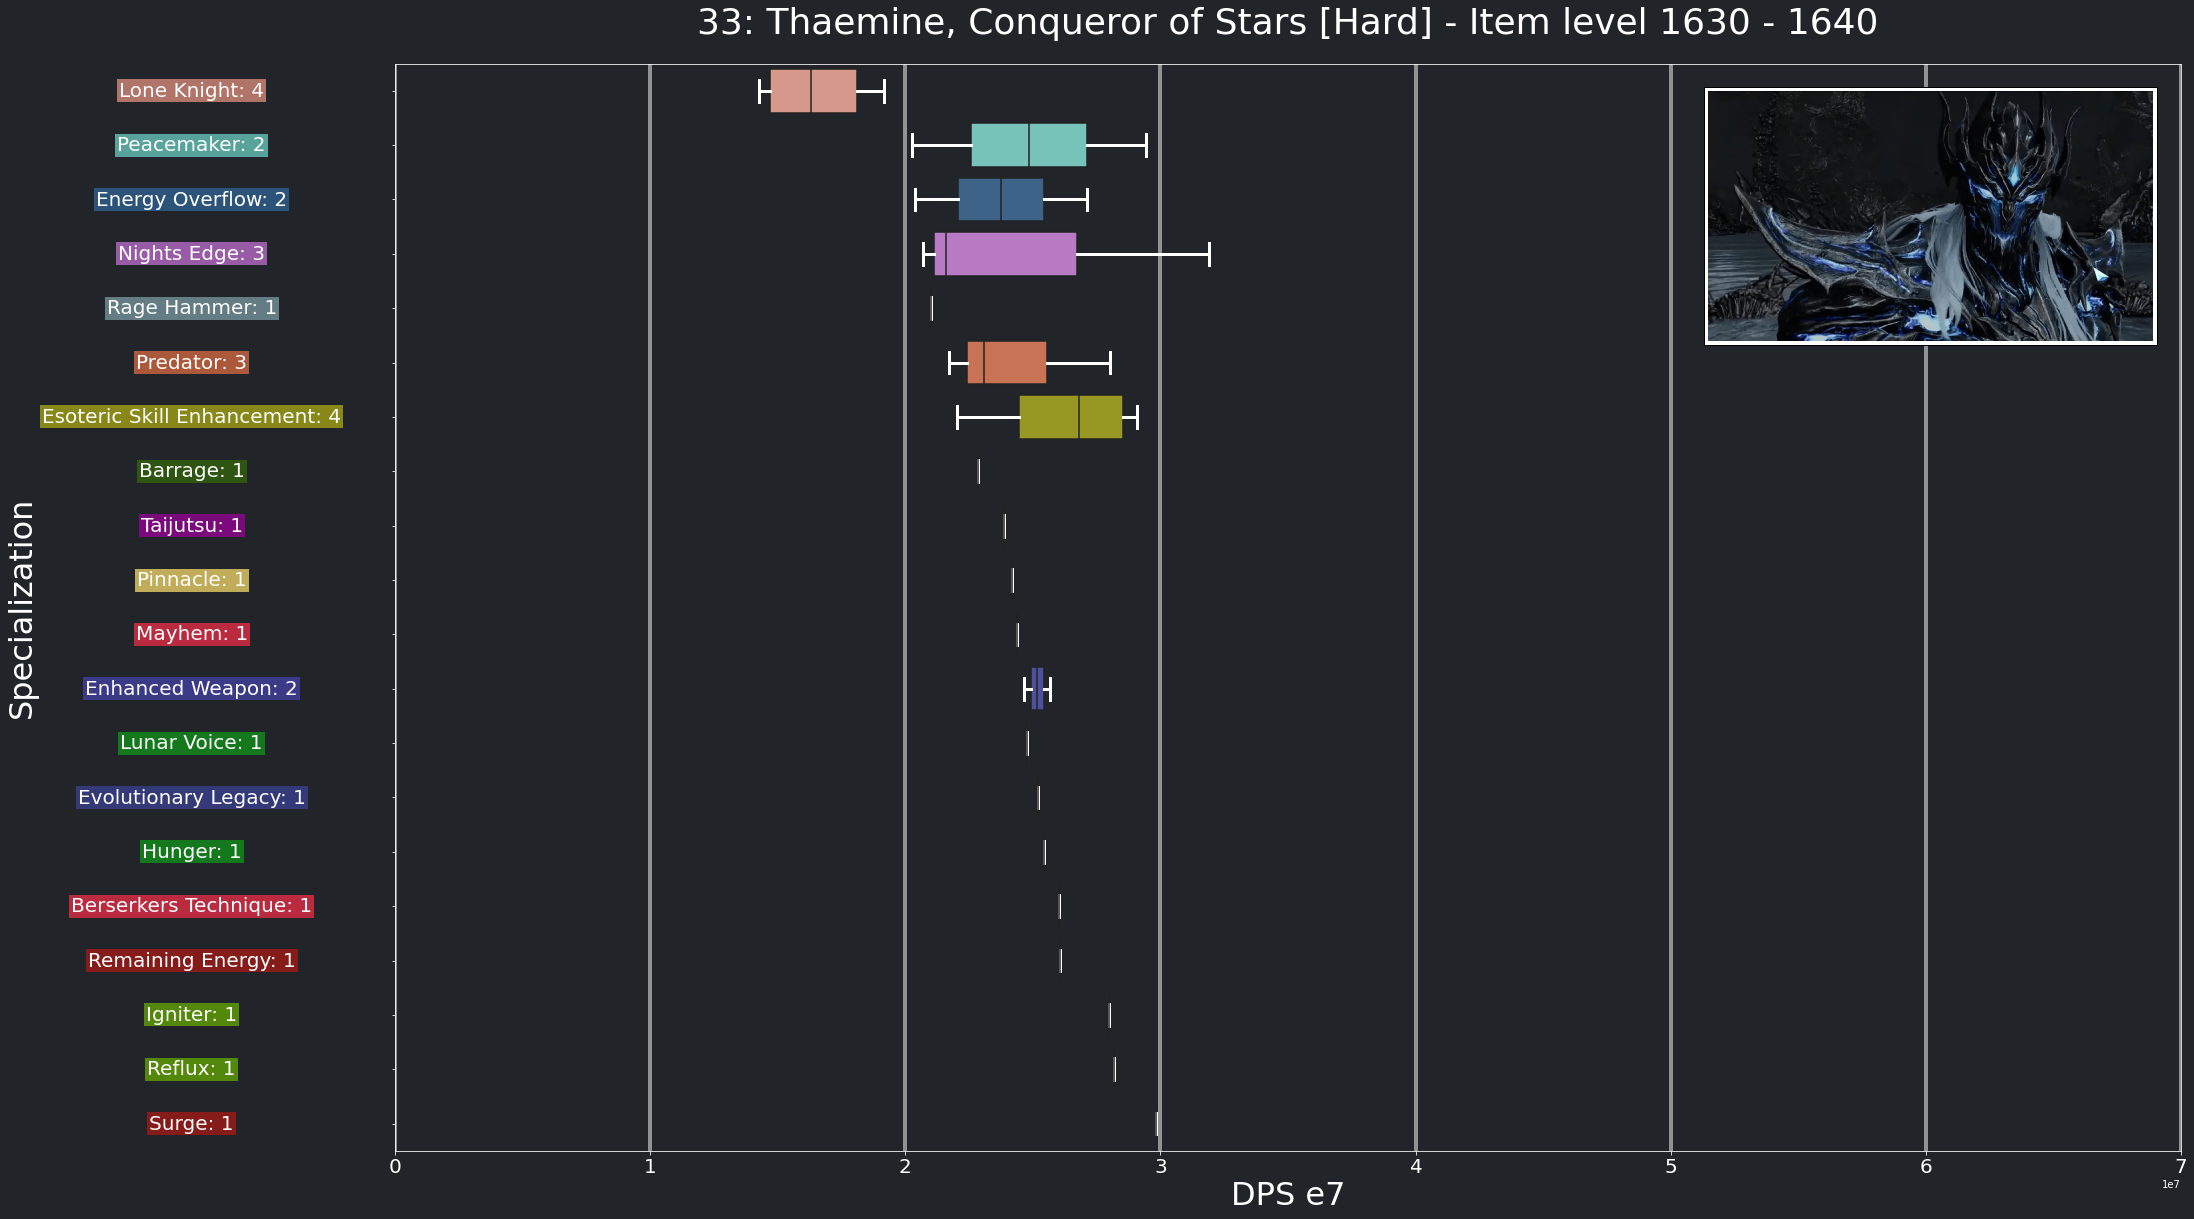 33: Thaemine, Conqueror of Stars [Hard] - Item level 1630 - 1640
Specialization
Lone Knight: 4
Peacemaker: 2
Energy Overflow: 2
Nights Edge: 3
Rage Hammer: 1
Predator: 3
Esoteric Skill Enhancement: 4
Barrage: 1
Taijutsu: 1
Pinnacle: 1
Mayhem: 1
Enhanced Weapon: 2
Lunar Voice: 1
Evolutionary Legacy: 1
Hunger: 1
Berserkers Technique: 1
Remaining Energy: 1
Igniter: 1
Reflux: 1
Surge: 1
0 1 2 3 4 5 6 7
1e7
DPS e7